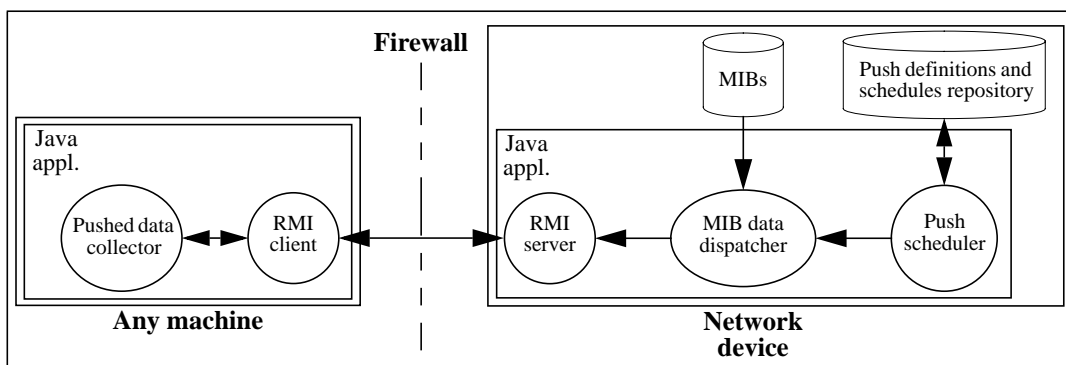 Firewall
MIBs
Push definitions and
schedules repository
Java
appl.
Pushed data
collector
RMI
client
Java
appl.
RMI
server
MIB data
dispatcher
Push
scheduler
Any machine
Network
device